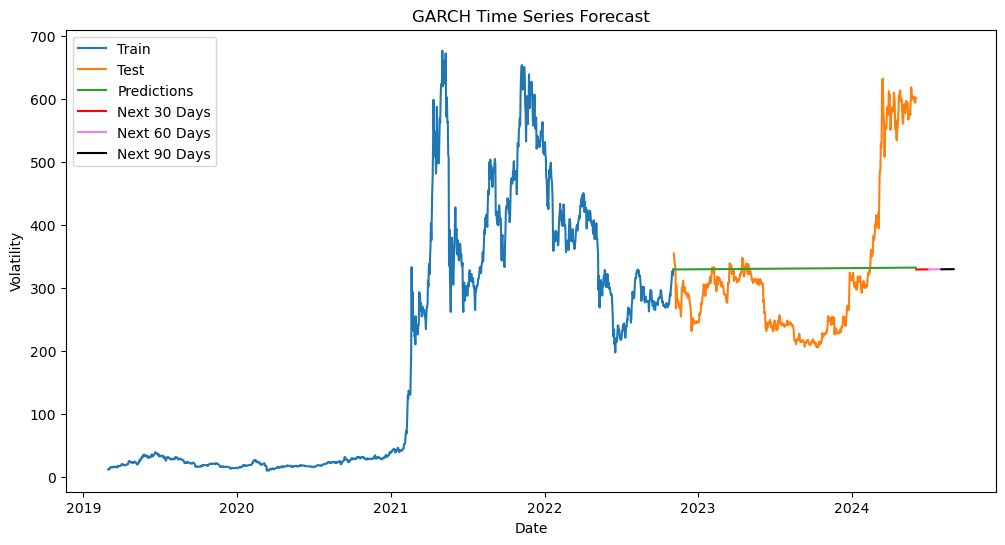 GARCH Time Series Forecast
Train
Test
Predictions
Next 30 Days
Next 60 Days
Next 90 Days
Volatility
700
600
500
400
300
200
100
0
2019
2020
2021
2022
2023
2024
Date